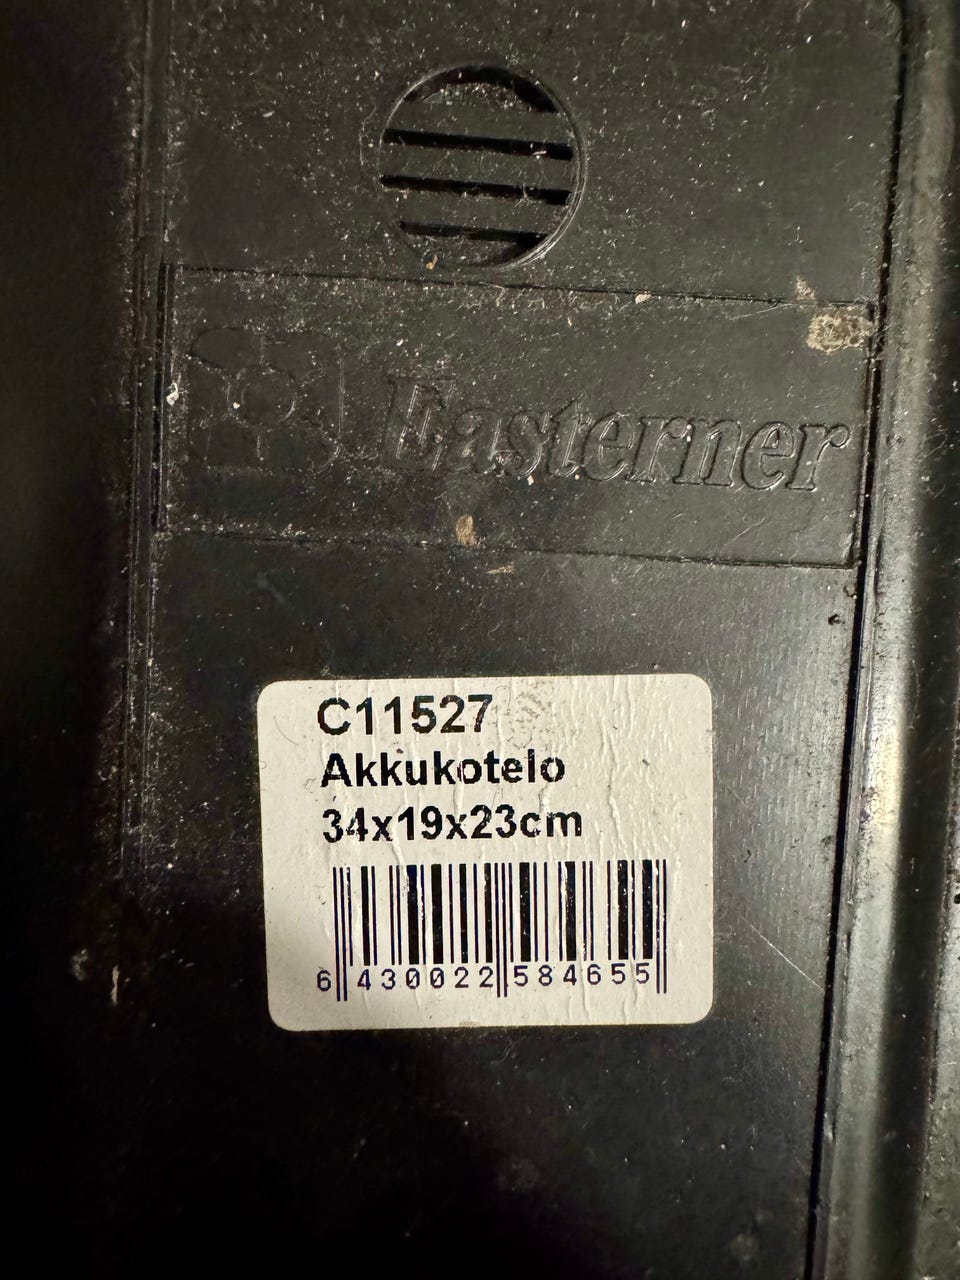 Easterner
C11527
Akkukotelo
34x19x23cm
6 430022 584655